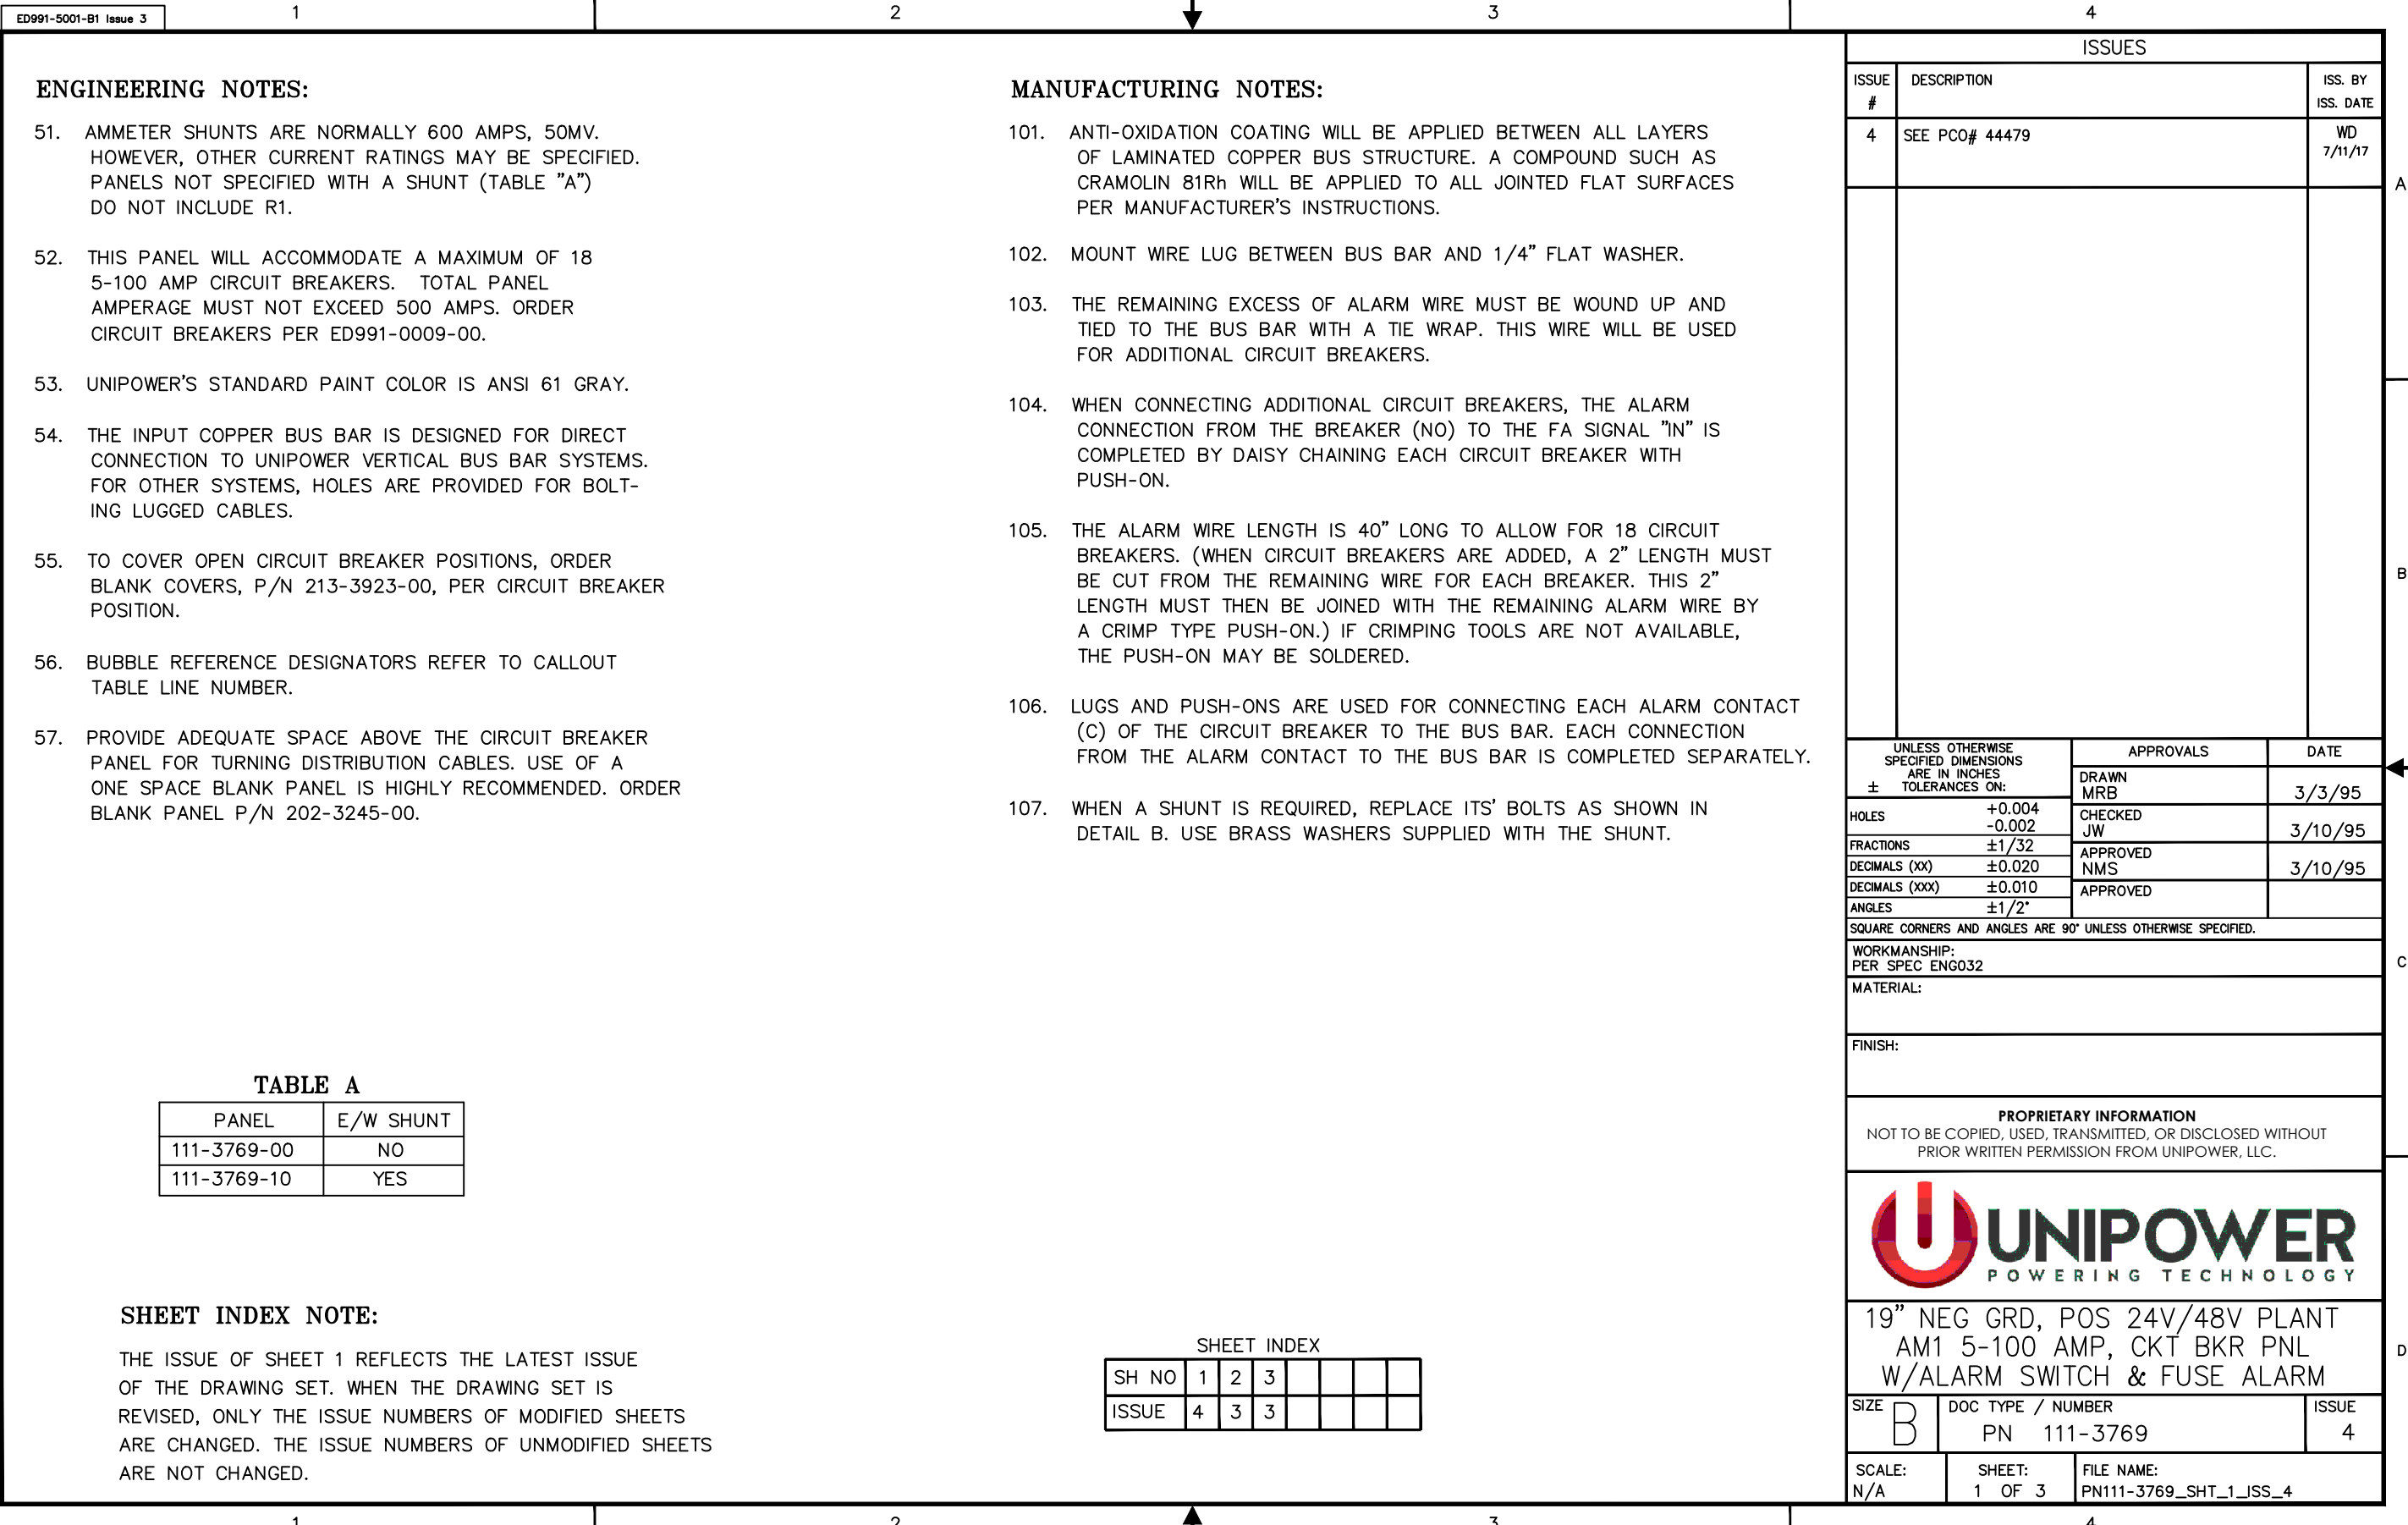 ED991-5001-B1 Issue 3
1 2 3 4
ENGINEERING NOTES:
51. AMMETER SHUNTS ARE NORMALLY 600 AMPS, 50MV.
HOWEVER, OTHER CURRENT RATINGS MAY BE SPECIFIED.
PANELS NOT SPECIFIED WITH A SHUNT (TABLE "A")
DO NOT INCLUDE R1.
52. THIS PANEL WILL ACCOMMODATE A MAXIMUM OF 18
5-100 AMP CIRCUIT BREAKERS. TOTAL PANEL
AMPERAGE MUST NOT EXCEED 500 AMPS. ORDER
CIRCUIT BREAKERS PER ED991-0009-00.
53. UNIPOWER'S STANDARD PAINT COLOR IS ANSI 61 GRAY.
54. THE INPUT COPPER BUS BAR IS DESIGNED FOR DIRECT
CONNECTION TO UNIPOWER VERTICAL BUS BAR SYSTEMS.
FOR OTHER SYSTEMS, HOLES ARE PROVIDED FOR BOLT-
ING LUGGED CABLES.
55. TO COVER OPEN CIRCUIT BREAKER POSITIONS, ORDER
BLANK COVERS, P/N 213-3923-00, PER CIRCUIT BREAKER
POSITION.
56. BUBBLE REFERENCE DESIGNATORS REFER TO CALLOUT
TABLE LINE NUMBER.
57. PROVIDE ADEQUATE SPACE ABOVE THE CIRCUIT BREAKER
PANEL FOR TURNING DISTRIBUTION CABLES. USE OF A
ONE SPACE BLANK PANEL IS HIGHLY RECOMMENDED. ORDER
BLANK PANEL P/N 202-3245-00.
TABLE A
PANEL E/W SHUNT
111-3769-00 NO
111-3769-10 YES
SHEET INDEX NOTE:
THE ISSUE OF SHEET 1 REFLECTS THE LATEST ISSUE
OF THE DRAWING SET. WHEN THE DRAWING SET IS
REVISED, ONLY THE ISSUE NUMBERS OF MODIFIED SHEETS
ARE CHANGED. THE ISSUE NUMBERS OF UNMODIFIED SHEETS
ARE NOT CHANGED.
MANUFACTURING NOTES:
101. ANTI-OXIDATION COATING WILL BE APPLIED BETWEEN ALL LAYERS
OF LAMINATED COPPER BUS STRUCTURE. A COMPOUND SUCH AS
CRAMOLIN 81Rh WILL BE APPLIED TO ALL JOINTED FLAT SURFACES
PER MANUFACTURER'S INSTRUCTIONS.
102. MOUNT WIRE LUG BETWEEN BUS BAR AND 1/4" FLAT WASHER.
103. THE REMAINING EXCESS OF ALARM WIRE MUST BE WOUND UP AND
TIED TO THE BUS BAR WITH A TIE WRAP. THIS WIRE WILL BE USED
FOR ADDITIONAL CIRCUIT BREAKERS.
104. WHEN CONNECTING ADDITIONAL CIRCUIT BREAKERS, THE ALARM
CONNECTION FROM THE BREAKER (NO) TO THE FA SIGNAL "IN" IS
COMPLETED BY DAISY CHAINING EACH CIRCUIT BREAKER WITH
PUSH-ON.
105. THE ALARM WIRE LENGTH IS 40" LONG TO ALLOW FOR 18 CIRCUIT
BREAKERS. (WHEN CIRCUIT BREAKERS ARE ADDED, A 2" LENGTH MUST
BE CUT FROM THE REMAINING WIRE FOR EACH BREAKER. THIS 2"
LENGTH MUST THEN BE JOINED WITH THE REMAINING ALARM WIRE BY
A CRIMP TYPE PUSH-ON.) IF CRIMPING TOOLS ARE NOT AVAILABLE,
THE PUSH-ON MAY BE SOLDERED.
106. LUGS AND PUSH-ONS ARE USED FOR CONNECTING EACH ALARM CONTACT
(C) OF THE CIRCUIT BREAKER TO THE BUS BAR. EACH CONNECTION
FROM THE ALARM CONTACT TO THE BUS BAR IS COMPLETED SEPARATELY.
107. WHEN A SHUNT IS REQUIRED, REPLACE ITS' BOLTS AS SHOWN IN
DETAIL B. USE BRASS WASHERS SUPPLIED WITH THE SHUNT.
SHEET INDEX
SH NO 1 2 3
ISSUE 4 3 3
ISSUES
ISSUE DESCRIPTION ISS. BY
# ISS. DATE
4 SEE PCO# 44479 WD
7/11/17
UNLESS OTHERWISE
SPECIFIED DIMENSIONS
ARE IN INCHES
± TOLERANCES ON:
HOLES +0.004
-0.002
FRACTIONS ±1/32
DECIMALS (XX) ±0.020
DECIMALS (XXX) ±0.010
ANGLES ±1/2°
APPROVALS DATE
DRAWN
MRB 3/3/95
CHECKED
JW 3/10/95
APPROVED
NMS 3/10/95
APPROVED
SQUARE CORNERS AND ANGLES ARE 90° UNLESS OTHERWISE SPECIFIED.
WORKMANSHIP:
PER SPEC ENG032
MATERIAL:
FINISH:
PROPRIETARY INFORMATION
NOT TO BE COPIED, USED, TRANSMITTED, OR DISCLOSED WITHOUT
PRIOR WRITTEN PERMISSION FROM UNIPOWER, LLC.
UNIPOWER
POWERING TECHNOLOGY
19" NEG GRD, POS 24V/48V PLANT
AM1 5-100 AMP, CKT BKR PNL
W/ALARM SWITCH & FUSE ALARM
SIZE B DOC TYPE / NUMBER ISSUE
PN 111-3769 4
SCALE: SHEET: FILE NAME:
N/A 1 OF 3 PN111-3769_SHT_1_ISS_4
A
B
C
D
1 2 3 4